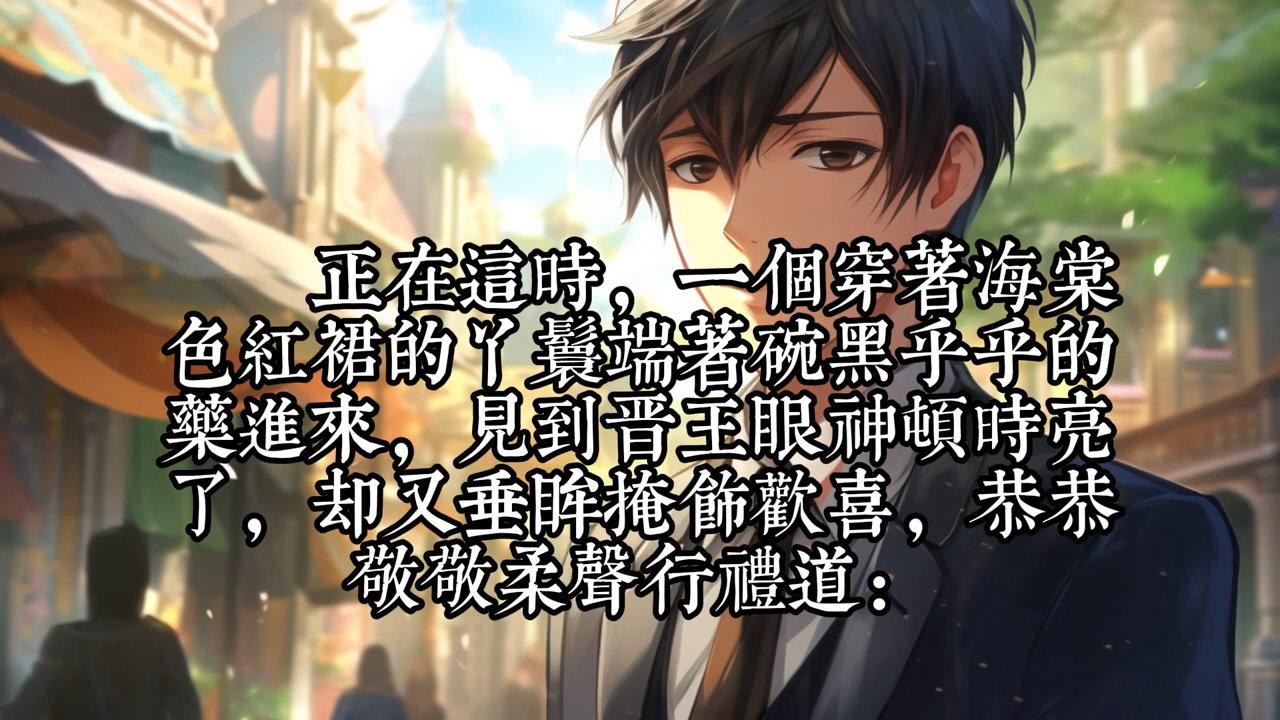 正在這時，一個穿著海棠
色紅裙的丫鬟端著碗黑乎乎的
藥進來，見到晋王眼神頓時亮
了，却又垂眸掩飾歡喜，恭恭
敬敬柔聲行禮道：